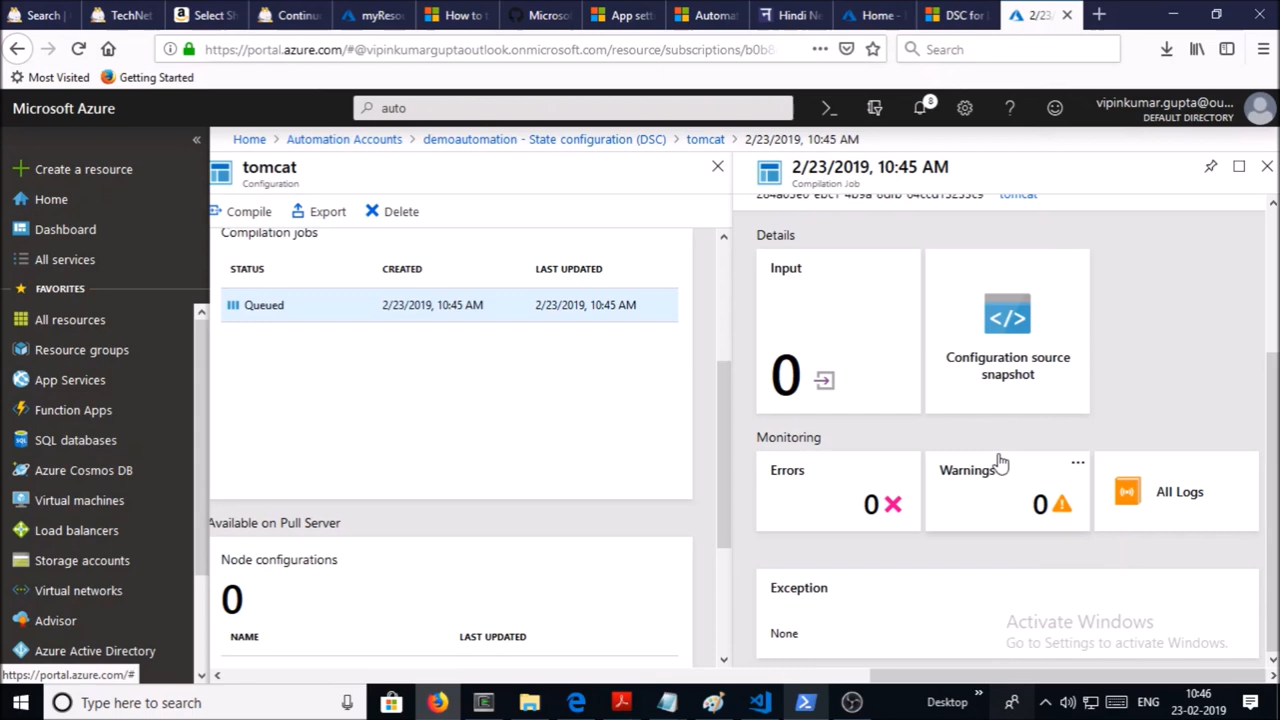 Search |
TechNet
Select S
Continu
myReso
How to
Microso
App sett
Automa
Hindi Ne
Home -
DSC for
2/23
https://portal.azure.com/#@vipinkumarguptaoutlook.onmicrosoft.com/resource/subscriptions/b0b8
Search
Most Visited
Getting Started
Microsoft Azure
auto
8
vipinkumar.gupta@ou...
DEFAULT DIRECTORY
Home
Automation Accounts
demoautomation - State configuration (DSC)
tomcat
2/23/2019, 10:45 AM
Create a resource
Home
Dashboard
All services
FAVORITES
All resources
Resource groups
App Services
Function Apps
SQL databases
Azure Cosmos DB
Virtual machines
Load balancers
Storage accounts
Virtual networks
Advisor
Azure Active Directory
https://portal.azure.com/#
tomcat
Configuration
Compile
Export
Delete
Compilation jobs
STATUS CREATED LAST UPDATED
Queued 2/23/2019, 10:45 AM 2/23/2019, 10:45 AM
Available on Pull Server
Node configurations
0
NAME LAST UPDATED
2/23/2019, 10:45 AM
Compilation Job
tomcat
Details
Input
0
Configuration source
snapshot
Monitoring
Errors
0
Warnings
0
All Logs
Exception
None
Activate Windows
Go to Settings to activate Windows.
Type here to search
Desktop
ENG
10:46
23-02-2019